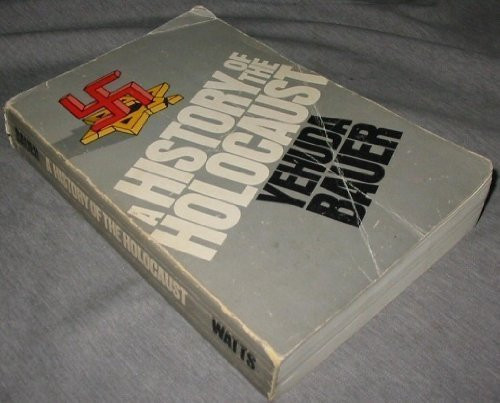 A HISTORY
OF THE
HOLOCAUST
YEHUDA
BAUER
BAUER A HISTORY OF THE HOLOCAUST WATTS